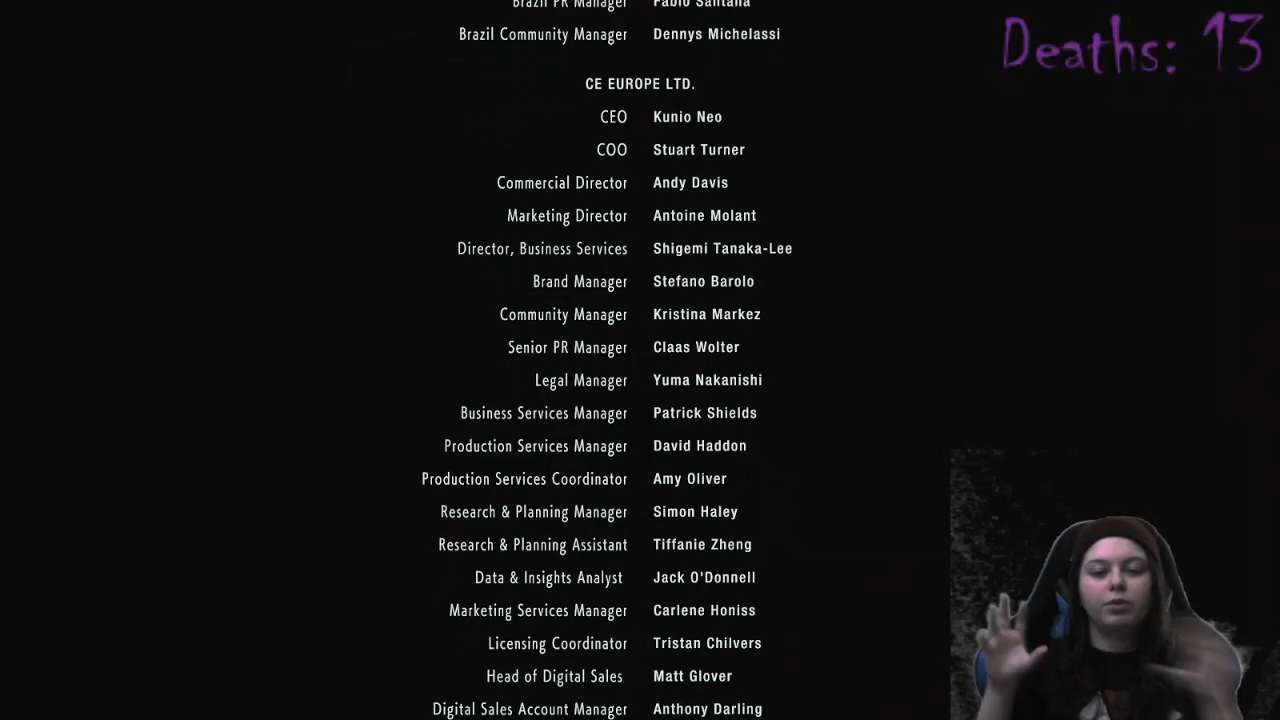 Brazil PR Manager Fabio Santana
Brazil Community Manager Dennys Michelassi
Deaths: 13
CE EUROPE LTD.
CEO Kunio Neo
COO Stuart Turner
Commercial Director Andy Davis
Marketing Director Antoine Molant
Director, Business Services Shigemi Tanaka-Lee
Brand Manager Stefano Barolo
Community Manager Kristina Markez
Senior PR Manager Claas Wolter
Legal Manager Yuma Nakanishi
Business Services Manager Patrick Shields
Production Services Manager David Haddon
Production Services Coordinator Amy Oliver
Research & Planning Manager Simon Haley
Research & Planning Assistant Tiffanie Zheng
Data & Insights Analyst Jack O'Donnell
Marketing Services Manager Carlene Honiss
Licensing Coordinator Tristan Chilvers
Head of Digital Sales Matt Glover
Digital Sales Account Manager Anthony Darling